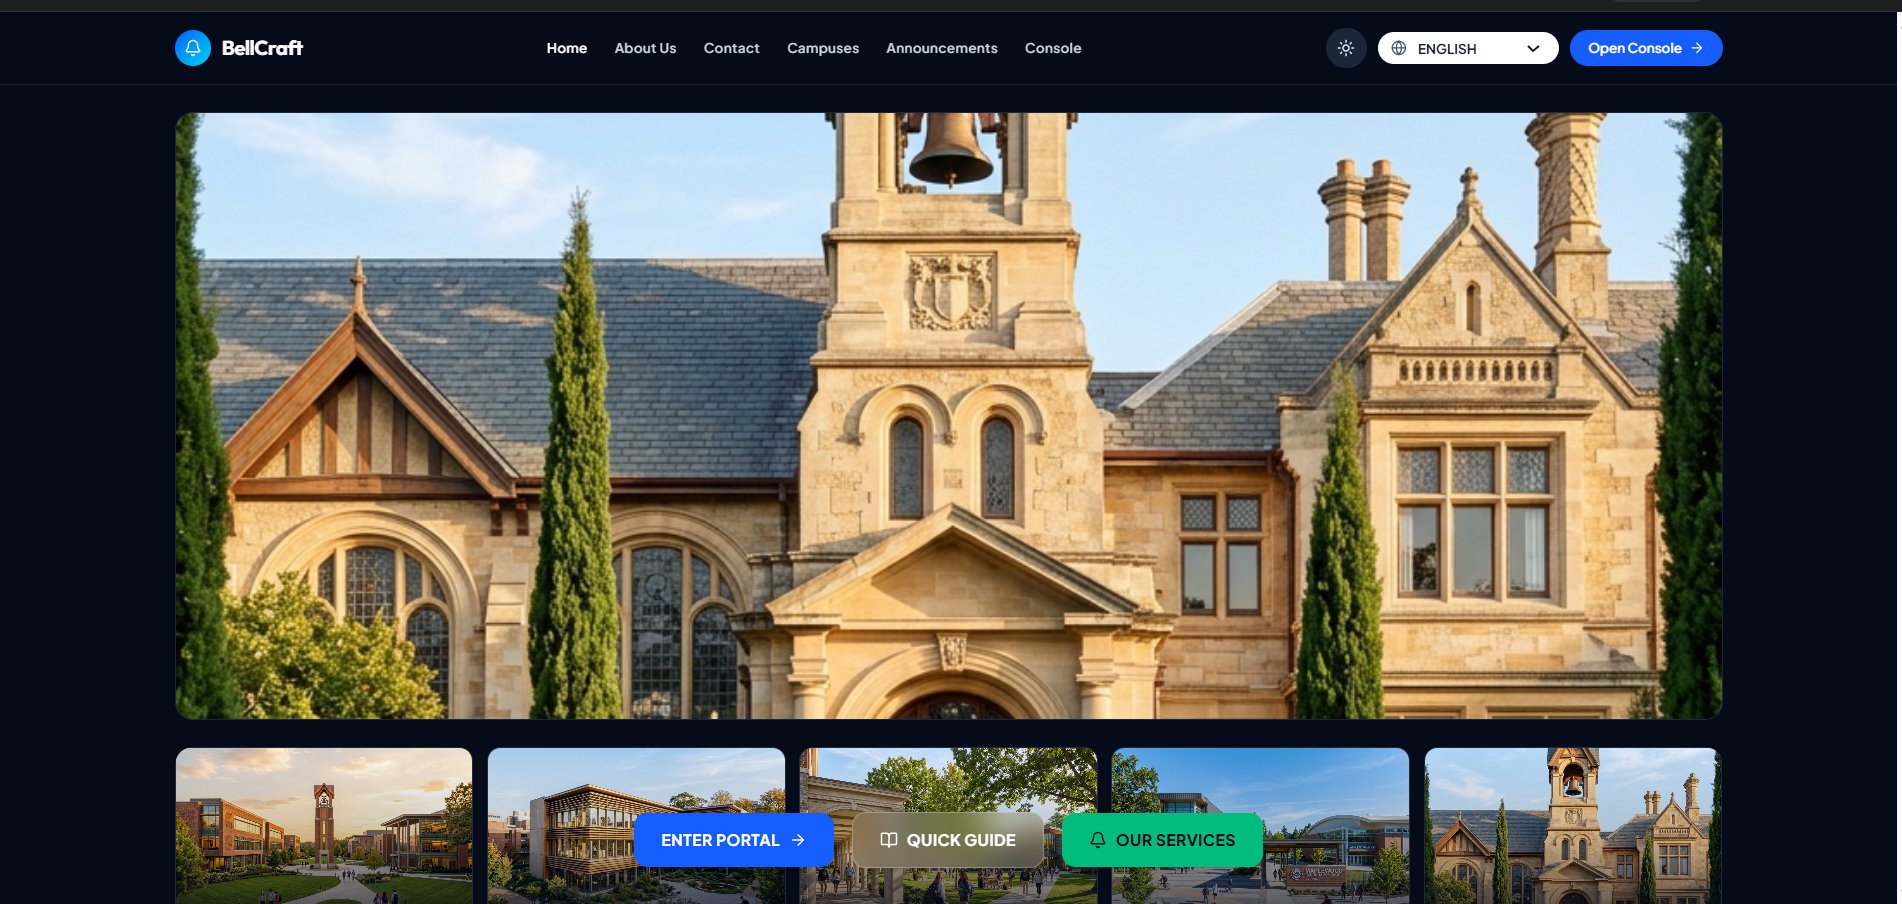 BellCraft
Home
About Us
Contact
Campuses
Announcements
Console
ENGLISH
Open Console
ENTER PORTAL
QUICK GUIDE
OUR SERVICES